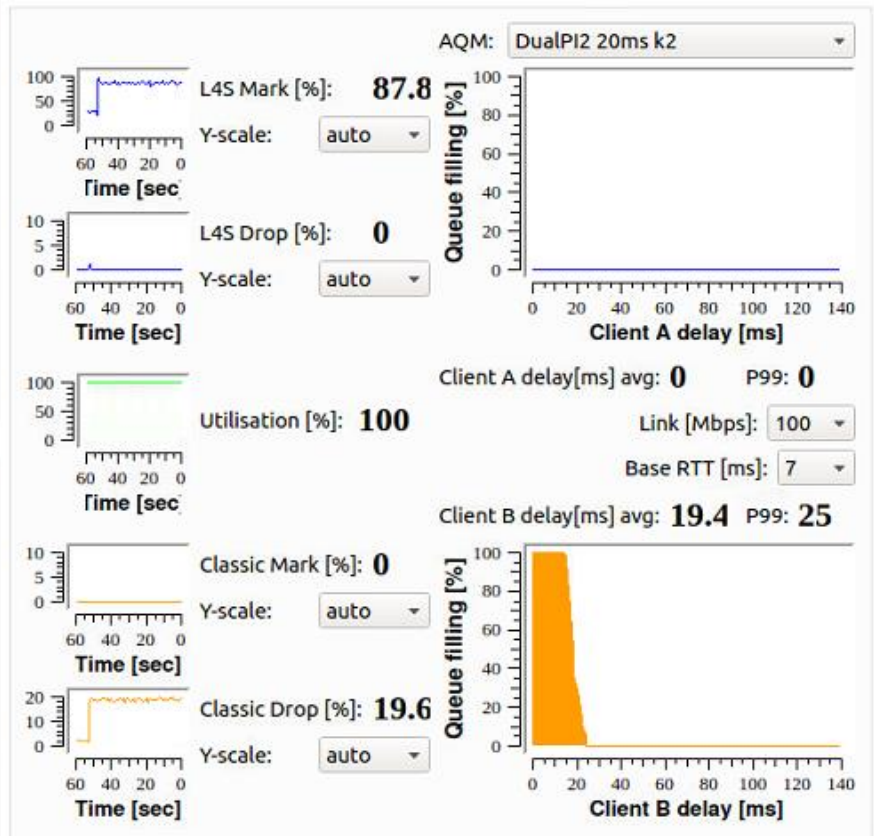 AQM: DualPI2 20ms k2
100
50
0
60 40 20 0
Time [sec
L4S Mark [%]: 87.8
Y-scale: auto
10
5
0
60 40 20 0
Time [sec]
L4S Drop [%]: 0
Y-scale: auto
Queue filling [%]
100
80
60
40
20
0
0 20 40 60 80 100 120 140
Client A delay [ms]
Client A delay[ms] avg: 0 P99: 0
Link [Mbps]: 100
Base RTT [ms]: 7
100
50
0
60 40 20 0
Time [sec
Utilisation [%]: 100
Client B delay[ms] avg: 19.4 P99: 25
10
5
0
60 40 20 0
Time [sec]
Classic Mark [%]: 0
Y-scale: auto
20
10
0
60 40 20 0
Time [sec]
Classic Drop [%]: 19.6
Y-scale: auto
Queue filling [%]
100
80
60
40
20
0
0 20 40 60 80 100 120 140
Client B delay [ms]